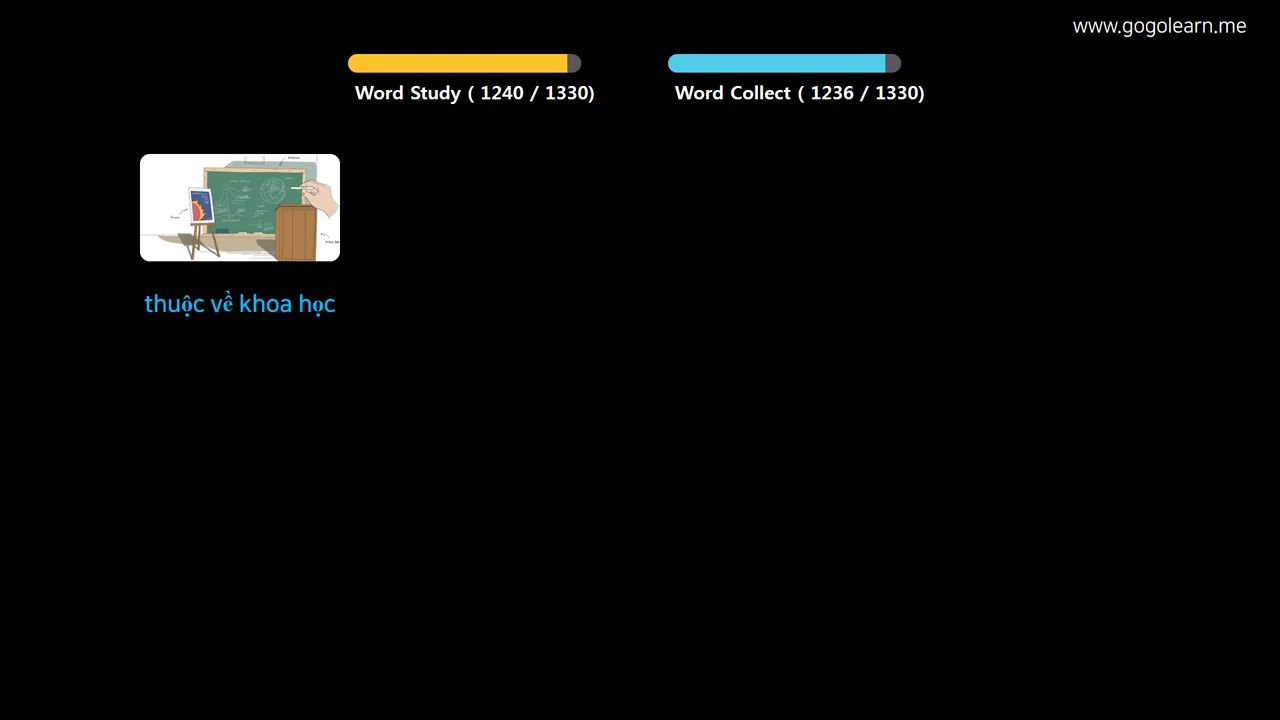 www.gogolearn.me
Word Study ( 1240 / 1330)
Word Collect ( 1236 / 1330)
thuộc về khoa học